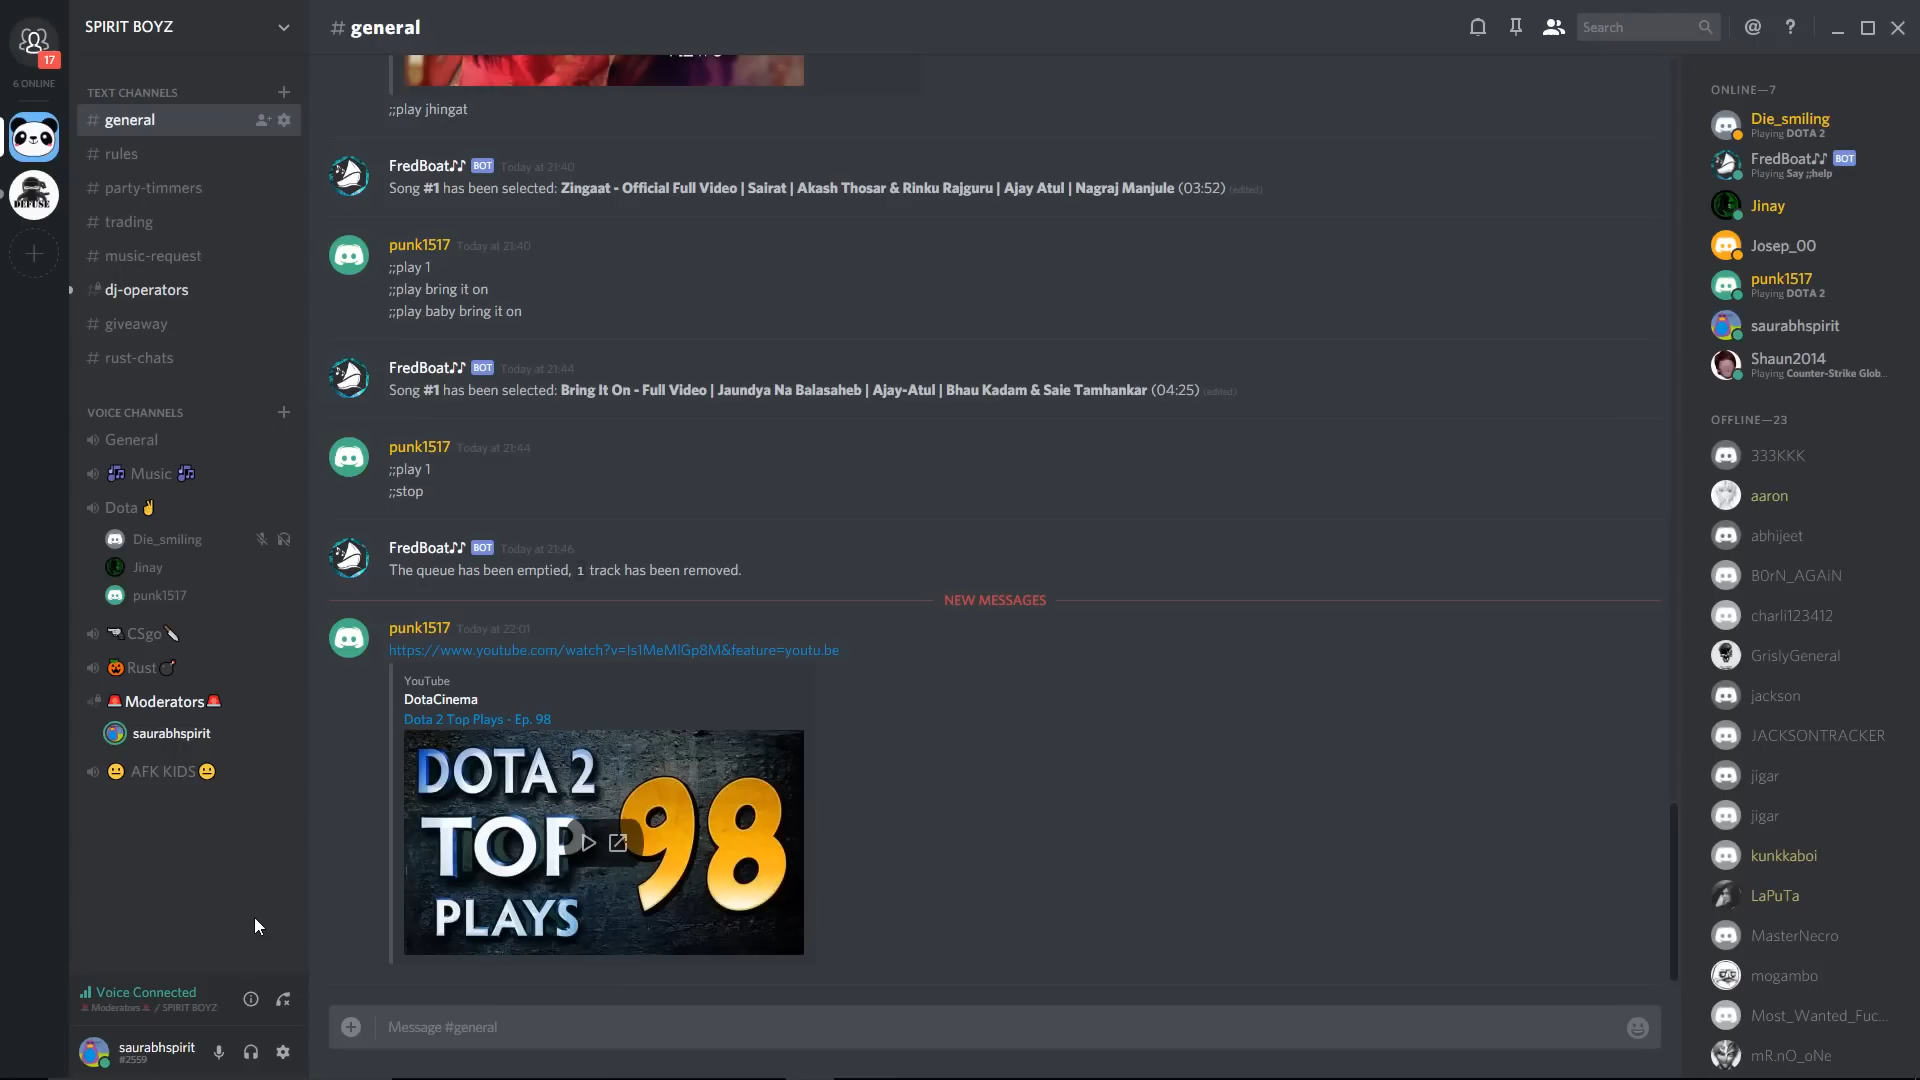 17
6 ONLINE
DEFUSE
SPIRIT BOYZ
TEXT CHANNELS
# general
# rules
# party-timmers
# trading
# music-request
dj-operators
# giveaway
# rust-chats
VOICE CHANNELS
General
Music
Dota
Die_smiling
Jinay
punk1517
CSgo
Rust
Moderators
saurabhspirit
AFK KIDS
Voice Connected
Moderators / SPIRIT BOYZ
saurabhspirit
#2559
# general
Search
;;play jhingat
FredBoat♪♪ BOT Today at 21:40
Song #1 has been selected: Zingaat - Official Full Video | Sairat | Akash Thosar & Rinku Rajguru | Ajay Atul | Nagraj Manjule (03:52) (edited)
punk1517 Today at 21:40
;;play 1
;;play bring it on
;;play baby bring it on
FredBoat♪♪ BOT Today at 21:44
Song #1 has been selected: Bring It On - Full Video | Jaundya Na Balasaheb | Ajay-Atul | Bhau Kadam & Saie Tamhankar (04:25) (edited)
punk1517 Today at 21:44
;;play 1
;;stop
FredBoat♪♪ BOT Today at 21:46
The queue has been emptied, 1 track has been removed.
NEW MESSAGES
punk1517 Today at 22:01
https://www.youtube.com/watch?v=Is1MeMlGp8M&feature=youtu.be
YouTube
DotaCinema
Dota 2 Top Plays - Ep. 98
DOTA 2
TOP
PLAYS
98
Message #general
ONLINE—7
Die_smiling
Playing DOTA 2
FredBoat♪♪ BOT
Playing Say ;;help
Jinay
Josep_00
punk1517
Playing DOTA 2
saurabhspirit
Shaun2014
Playing Counter-Strike Glob...
OFFLINE—23
333KKK
aaron
abhijeet
B0rN_AGAiN
charli123412
GrislyGeneral
jackson
JACKSONTRACKER
jigar
jigar
kunkkaboi
LaPuTa
MasterNecro
mogambo
Most_Wanted_Fuc...
mR.nO_oNe